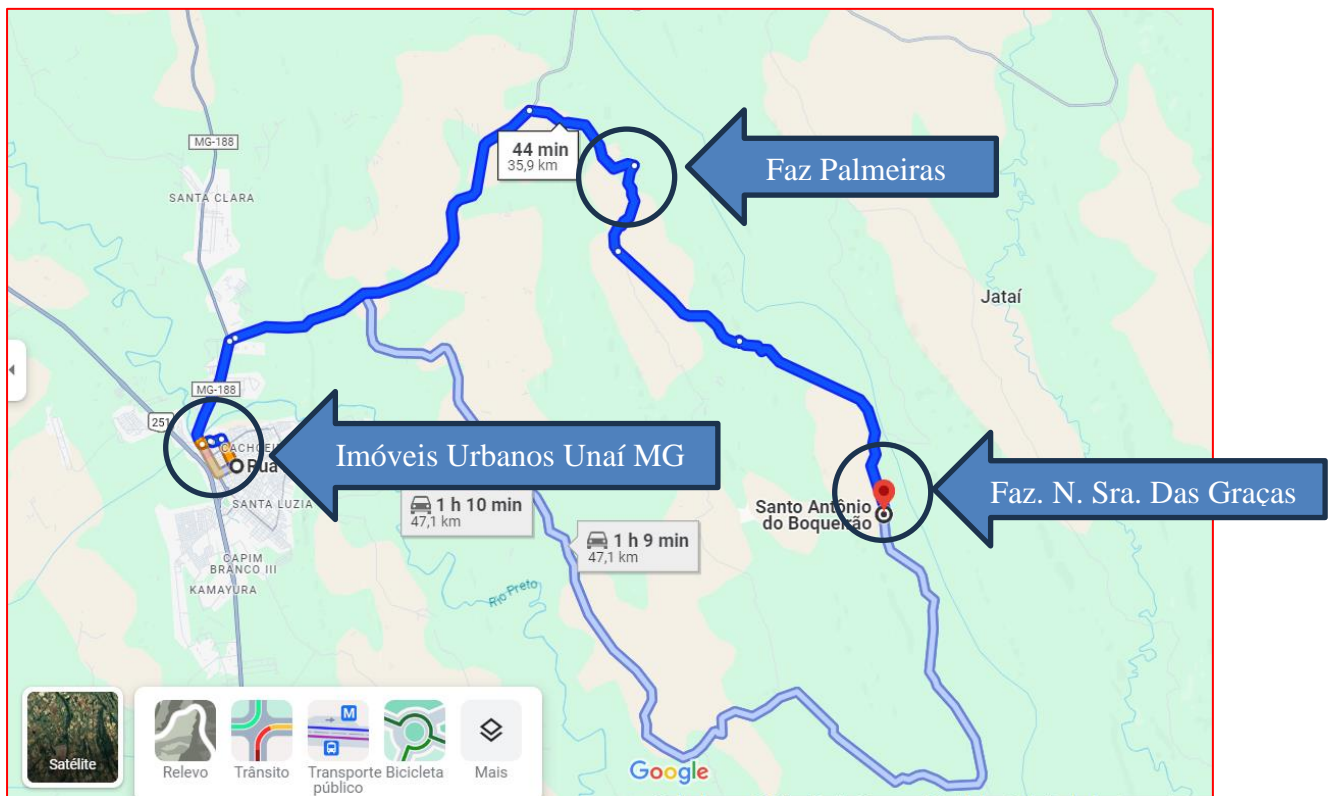 MG-188
44 min
35,9 km
Faz Palmeiras
SANTA CLARA
Jataí
MG-188
251
CACHOEI
Rua
Imóveis Urbanos Unaí MG
SANTA LUZIA
1 h 10 min
47,1 km
Santo Antônio
do Boqueirão
Faz. N. Sra. Das Graças
1 h 9 min
47,1 km
CAPIM
BRANCO III
KAMAYURA
Rio Preto
Satélite
Relevo
Trânsito
M
Transporte
público
Bicicleta
Mais
Google